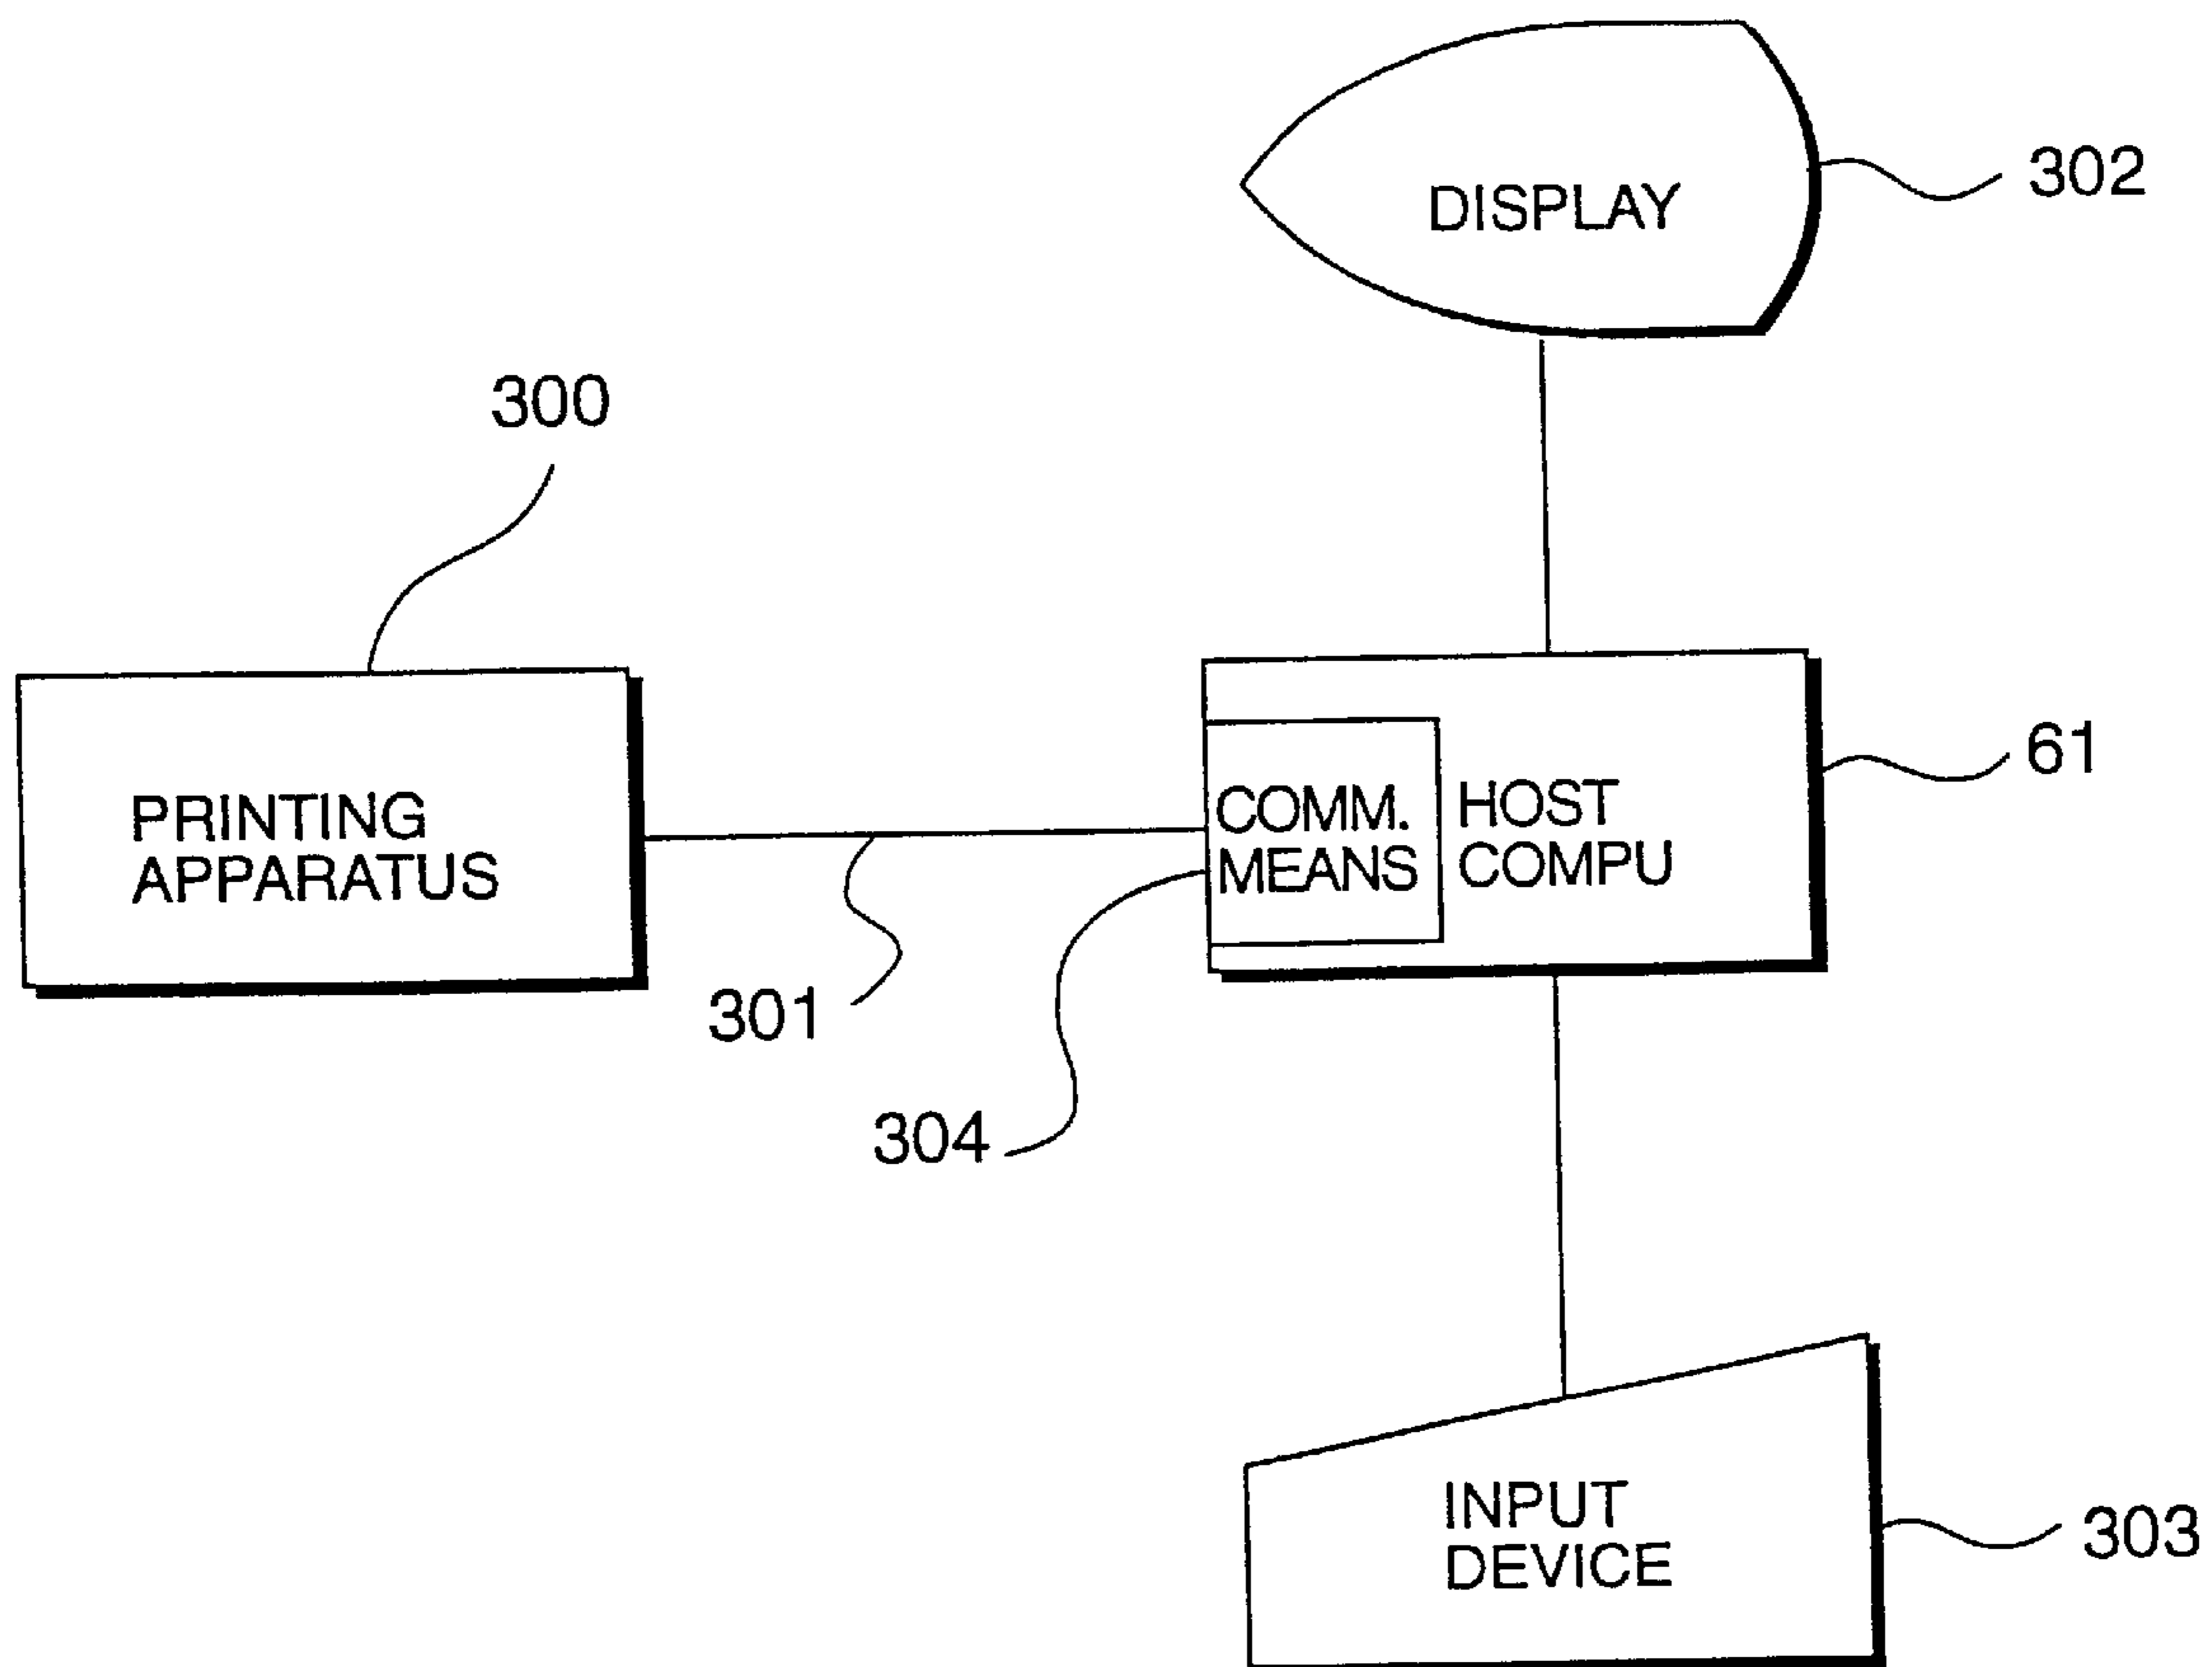 302
DISPLAY
300
61
PRINTING
APPARATUS
COMM.
MEANS
HOST
COMPU
301
304
INPUT
DEVICE
303